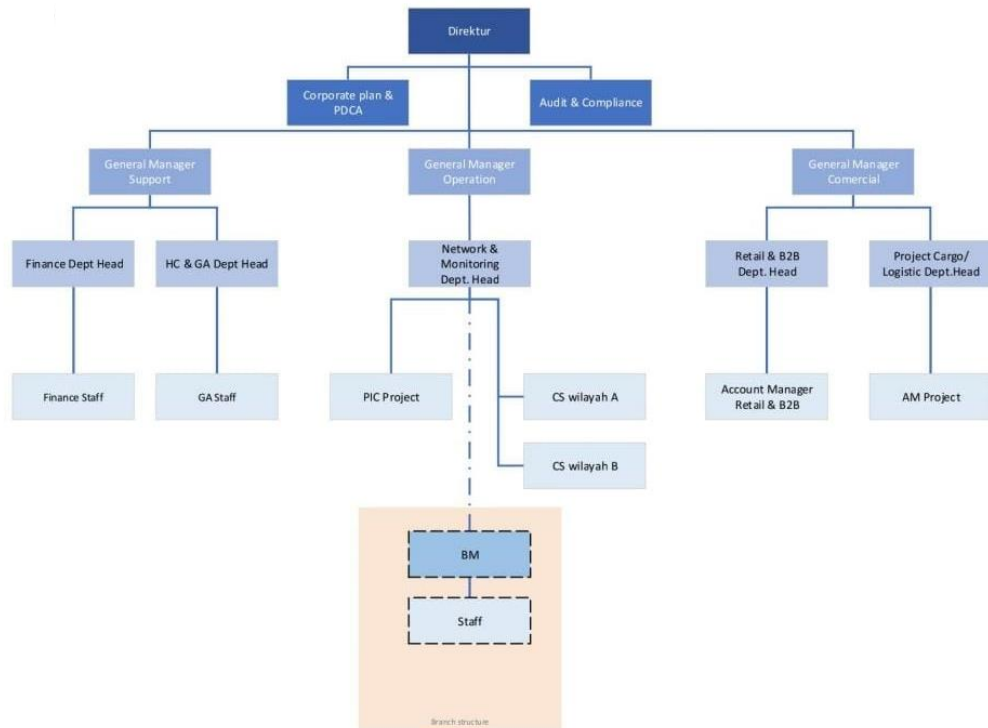 Direktur
Corporate plan &
PDCA
Audit & Compliance
General Manager
Support
General Manager
Operation
General Manager
Comercial
Finance Dept Head
HC & GA Dept Head
Network &
Monitoring
Dept. Head
Retail & B2B
Dept. Head
Project Cargo/
Logistic Dept.Head
Finance Staff
GA Staff
PIC Project
CS wilayah A
Account Manager
Retail & B2B
AM Project
CS wilayah B
BM
Staff
Branch structure